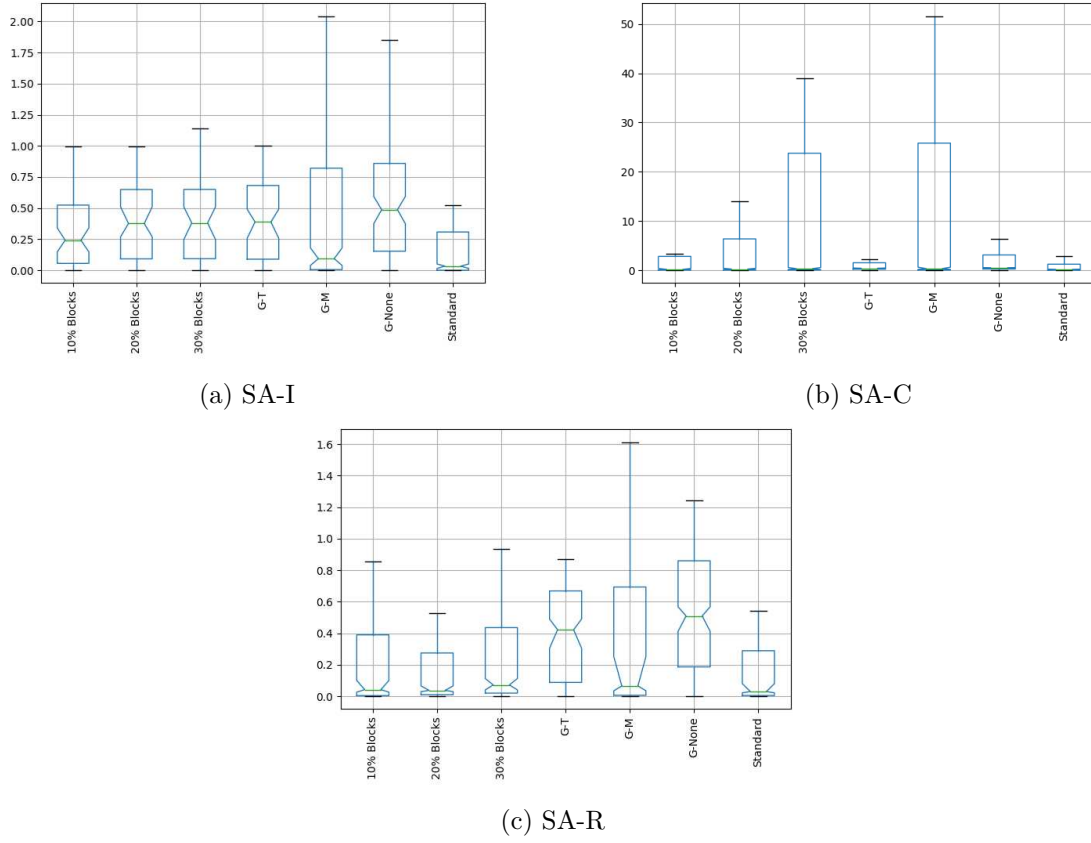 2.00
1.75
1.50
1.25
1.00
0.75
0.50
0.25
0.00
10% Blocks
20% Blocks
30% Blocks
G-T
G-M
G-None
Standard
(a) SA-I
50
40
30
20
10
0
10% Blocks
20% Blocks
30% Blocks
G-T
G-M
G-None
Standard
(b) SA-C
1.6
1.4
1.2
1.0
0.8
0.6
0.4
0.2
0.0
10% Blocks
20% Blocks
30% Blocks
G-T
G-M
G-None
Standard
(c) SA-R